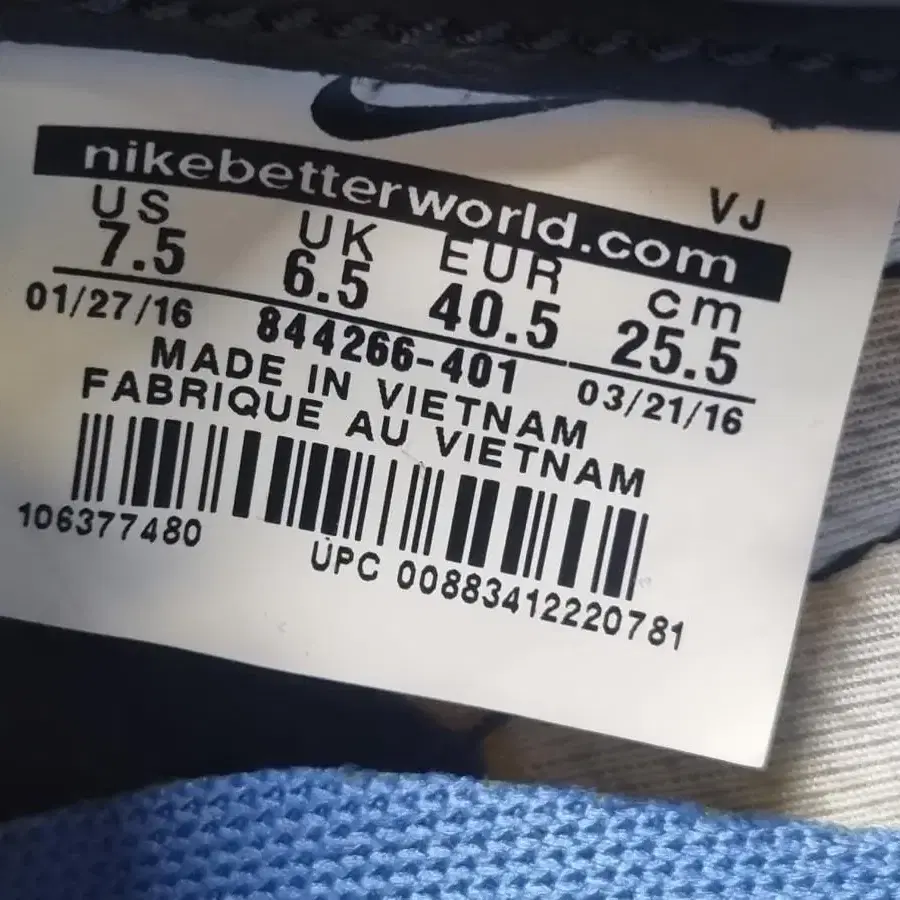 nikebetterworld.com
VJ
US UK EUR cm
7.5 6.5 40.5 25.5
01/27/16 844266-401 03/21/16
MADE IN VIETNAM
FABRIQUE AU VIETNAM
106377480
UPC 00883412220781